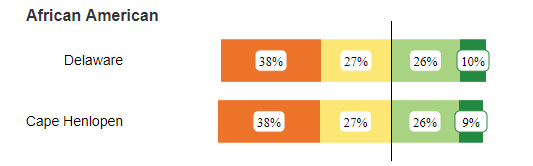 African American
Delaware 38% 27% 26% 10%
Cape Henlopen 38% 27% 26% 9%